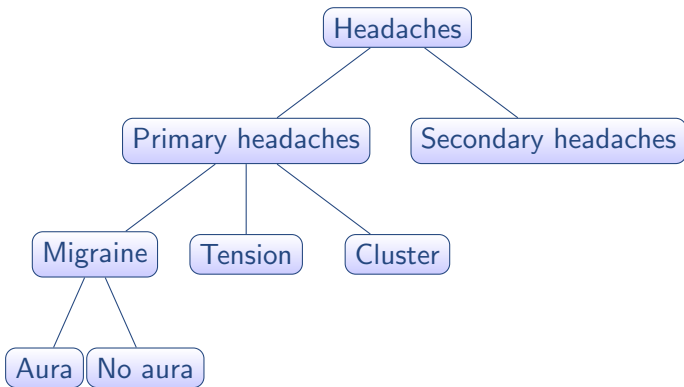 Headaches
Primary headaches
Secondary headaches
Migraine
Tension
Cluster
Aura
No aura